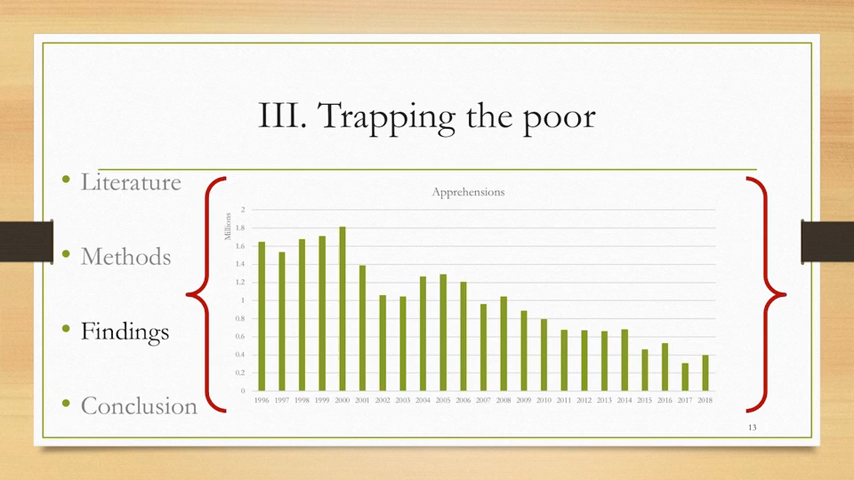 III. Trapping the poor
• Literature
• Methods
• Findings
• Conclusion
Apprehensions
Millions
2
1.8
1.6
1.4
1.2
1
0.8
0.6
0.4
0.2
0
1996 1997 1998 1999 2000 2001 2002 2003 2004 2005 2006 2007 2008 2009 2010 2011 2012 2013 2014 2015 2016 2017 2018
13